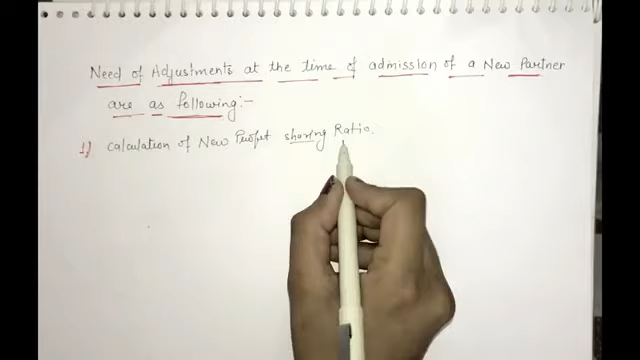 Need of Adjustments at the time of admission of a New Partner
are as following:-
1) Calculation of New Profit sharing Ratio.